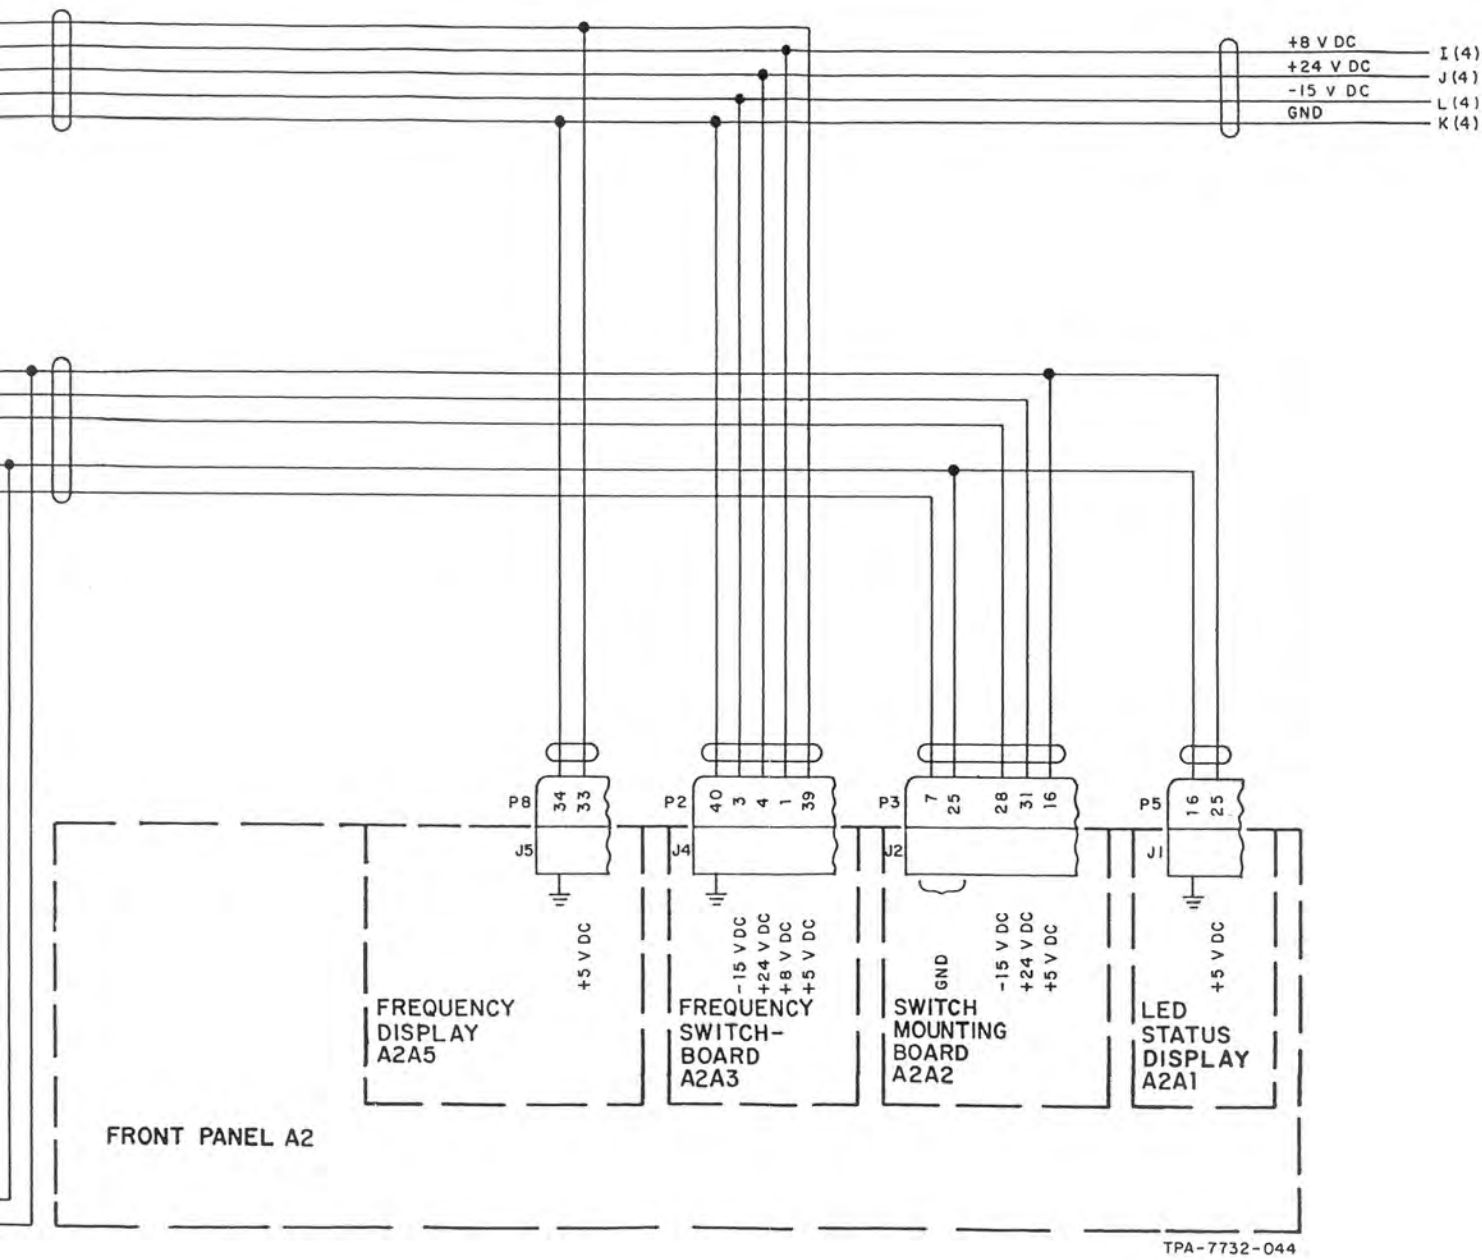 +8 V DC
I (4)
+24 V DC
J (4)
-15 V DC
L (4)
GND
K (4)
P8
34
33
P2
40
3
4
1
39
P3
7
25
28
31
16
P5
16
25
J5
J4
J2
J1
+5 V DC
-15 V DC
+24 V DC
+8 V DC
+5 V DC
GND
-15 V DC
+24 V DC
+5 V DC
+5 V DC
FREQUENCY
DISPLAY
A2A5
FREQUENCY
SWITCH-
BOARD
A2A3
SWITCH
MOUNTING
BOARD
A2A2
LED
STATUS
DISPLAY
A2A1
FRONT PANEL A2
TPA-7732-044